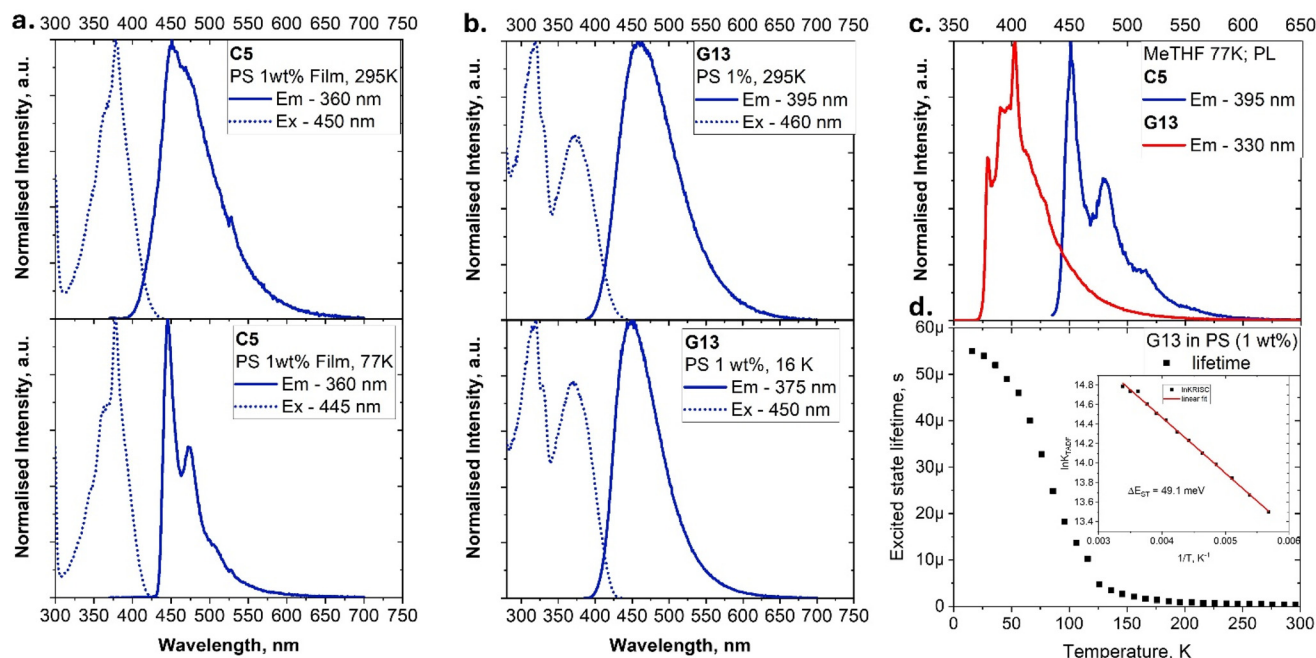 a.
300 350 400 450 500 550 600 650 700 750
Normalised Intensity, a.u.
C5
PS 1wt% Film, 295K
Em - 360 nm
Ex - 450 nm
Normalised Intensity, a.u.
C5
PS 1wt% Film, 77K
Em - 360 nm
Ex - 445 nm
300 350 400 450 500 550 600 650 700 750
Wavelength, nm
b.
300 350 400 450 500 550 600 650 700 750
Normalised Intensity, a.u.
G13
PS 1%, 295K
Em - 395 nm
Ex - 460 nm
Normalised Intensity, a.u.
G13
PS 1 wt%, 16 K
Em - 375 nm
Ex - 450 nm
300 350 400 450 500 550 600 650 700 750
Wavelength, nm
c.
350 400 450 500 550 600 650
Normalised Intensity, a.u.
MeTHF 77K; PL
C5
Em - 395 nm
G13
Em - 330 nm
d.
Excited state lifetime, s
60µ
50µ
40µ
30µ
20µ
10µ
0
G13 in PS (1 wt%)
lifetime
lnK_TADF
14.8
14.6
14.4
14.2
14.0
13.8
13.6
13.4
lnKRISC
linear fit
ΔE_ST = 49.1 meV
0.003 0.004 0.005 0.006
1/T, K⁻¹
0 50 100 150 200 250 300
Temperature, K